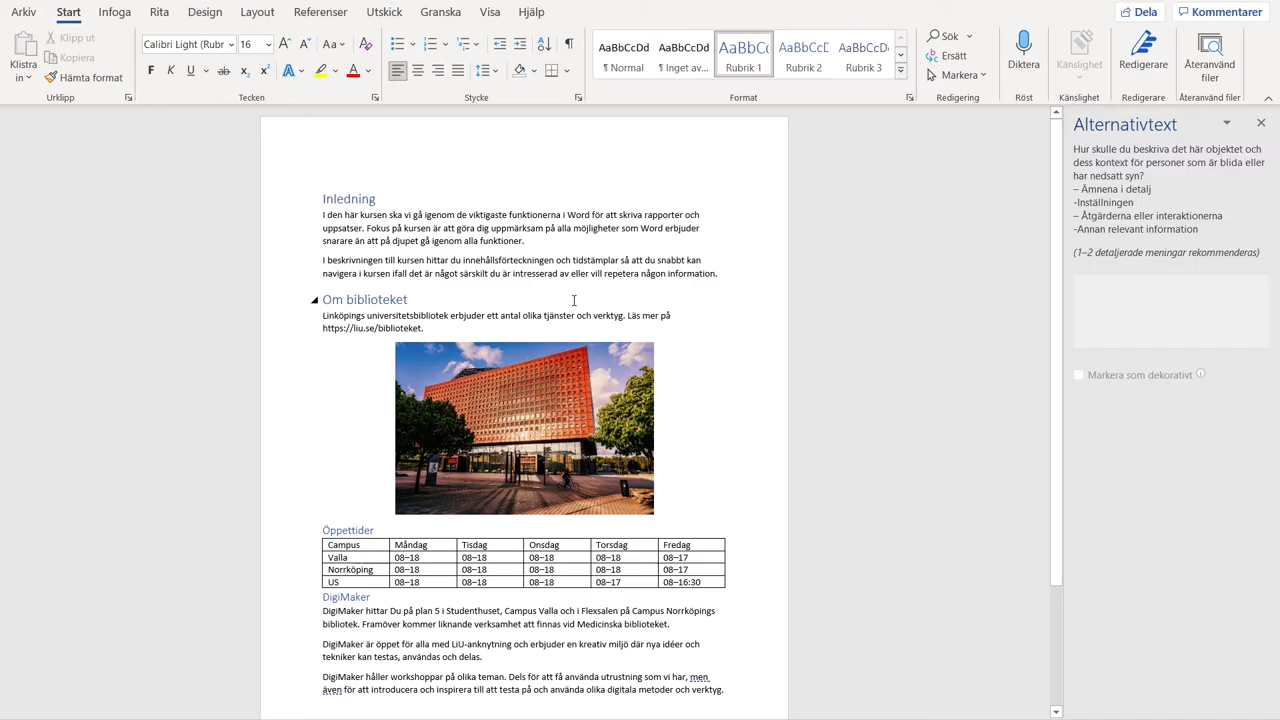 Arkiv Start Infoga Rita Design Layout Referenser Utskick Granska Visa Hjälp Dela Kommentarer
Klistra in
Klipp ut
Kopiera
Hämta format
Urklipp
Calibri Light (Rubr 16
Aa
F K U ab x₂ x² A A
Tecken
Stycke
AaBbCcDd AaBbCcDd AaBbCc AaBbCcD AaBbCcDd
¶ Normal ¶ Inget av... Rubrik 1 Rubrik 2 Rubrik 3
Format
Sök
Ersätt
Markera
Redigering
Diktera
Röst
Känslighet
Känslighet
Redigerare
Redigerare
Återanvänd filer
Återanvänd filer
Inledning
I den här kursen ska vi gå igenom de viktigaste funktionerna i Word för att skriva rapporter och
uppsatser. Fokus på kursen är att göra dig uppmärksam på alla möjligheter som Word erbjuder
snarare än att på djupet gå igenom alla funktioner.
I beskrivningen till kursen hittar du innehållsförteckningen och tidstämplar så att du snabbt kan
navigera i kursen ifall det är något särskilt du är intresserad av eller vill repetera någon information.
Om biblioteket
Linköpings universitetsbibliotek erbjuder ett antal olika tjänster och verktyg. Läs mer på
https://liu.se/biblioteket.
Öppettider
Campus Måndag Tisdag Onsdag Torsdag Fredag
Valla 08–18 08–18 08–18 08–18 08–17
Norrköping 08–18 08–18 08–18 08–18 08–17
US 08–18 08–18 08–18 08–17 08–16:30
DigiMaker
DigiMaker hittar Du på plan 5 i Studenthuset, Campus Valla och i Flexsalen på Campus Norrköpings
bibliotek. Framöver kommer liknande verksamhet att finnas vid Medicinska biblioteket.
DigiMaker är öppet för alla med LiU-anknytning och erbjuder en kreativ miljö där nya idéer och
tekniker kan testas, användas och delas.
DigiMaker håller workshoppar på olika teman. Dels för att få använda utrustning som vi har, men
även för att introducera och inspirera till att testa på och använda olika digitala metoder och verktyg.
Alternativtext
Hur skulle du beskriva det här objektet och
dess kontext för personer som är blida eller
har nedsatt syn?
– Ämnena i detalj
-Inställningen
– Åtgärderna eller interaktionerna
-Annan relevant information
(1–2 detaljerade meningar rekommenderas)
Markera som dekorativt